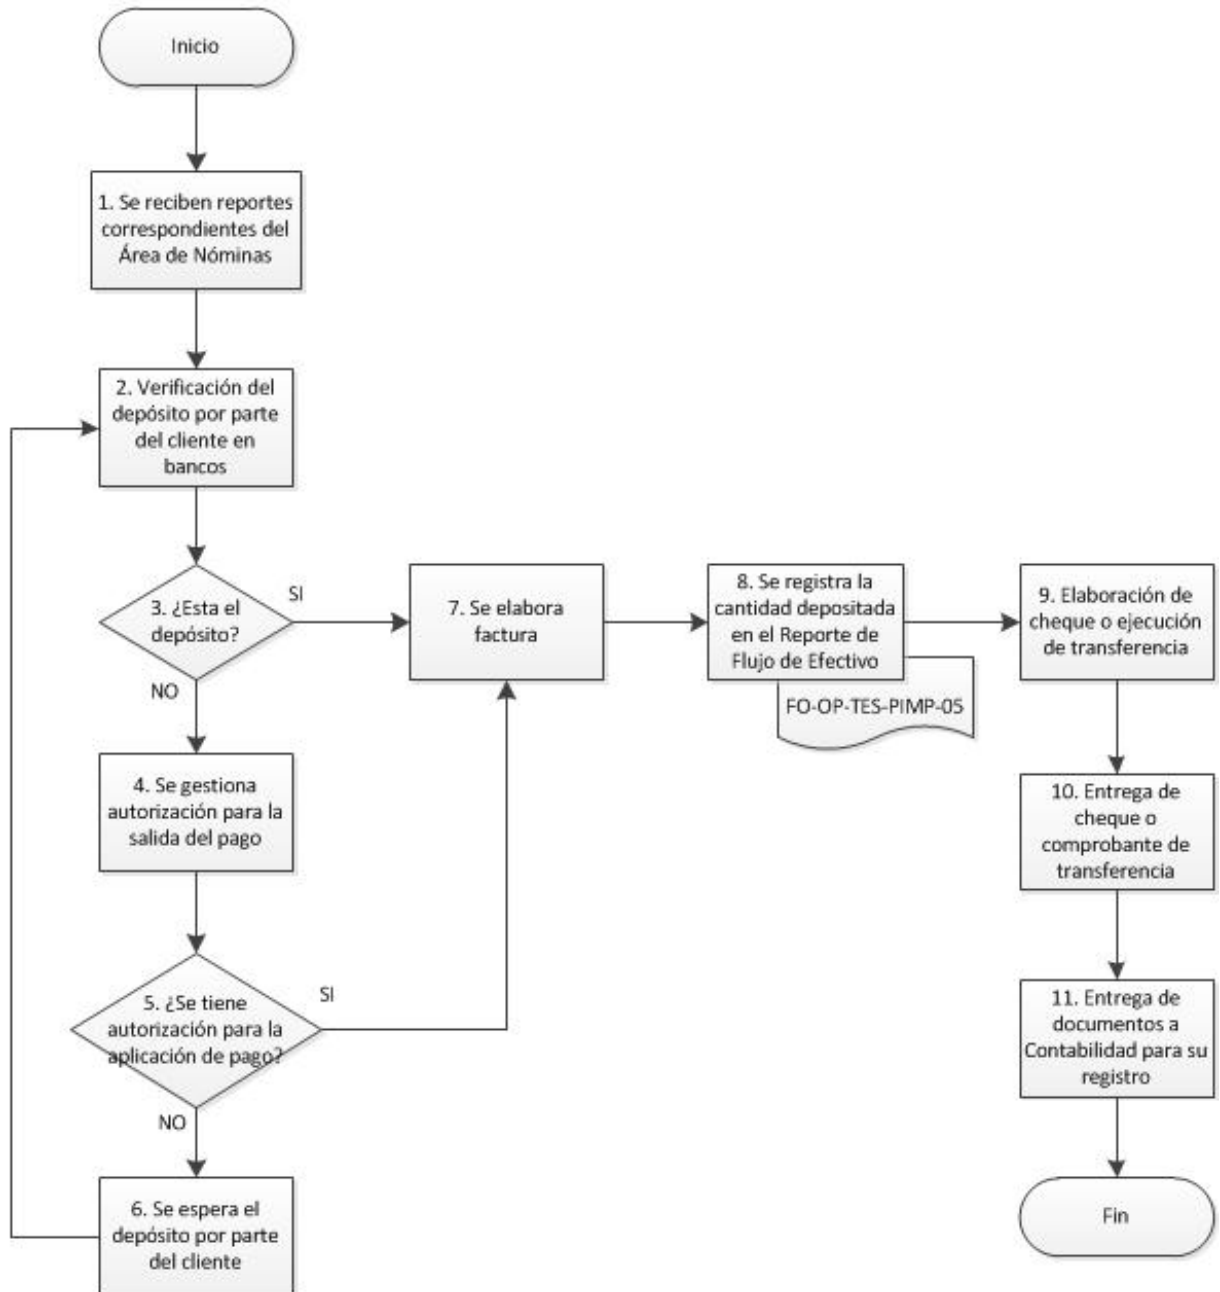 Inicio
1. Se reciben reportes
correspondientes del
Área de Nóminas
2. Verificación del
depósito por parte
del cliente en
bancos
3. ¿Esta el
depósito?
SI
NO
4. Se gestiona
autorización para la
salida del pago
5. ¿Se tiene
autorización para la
aplicación de pago?
SI
NO
6. Se espera el
depósito por parte
del cliente
7. Se elabora
factura
8. Se registra la
cantidad depositada
en el Reporte de
Flujo de Efectivo
FO-OP-TES-PIMP-05
9. Elaboración de
cheque o ejecución
de transferencia
10. Entrega de
cheque o
comprobante de
transferencia
11. Entrega de
documentos a
Contabilidad para su
registro
Fin